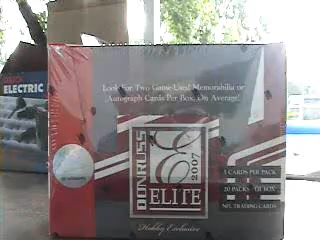 ELECTRIC
Look For Two Game-Used Memorabilia or
Autograph Cards Per Box, On Average!
DONRUSS
ELITE
2007
5 CARDS PER PACK
20 PACKS PER BOX
NFL TRADING CARDS
Hobby Exclusive